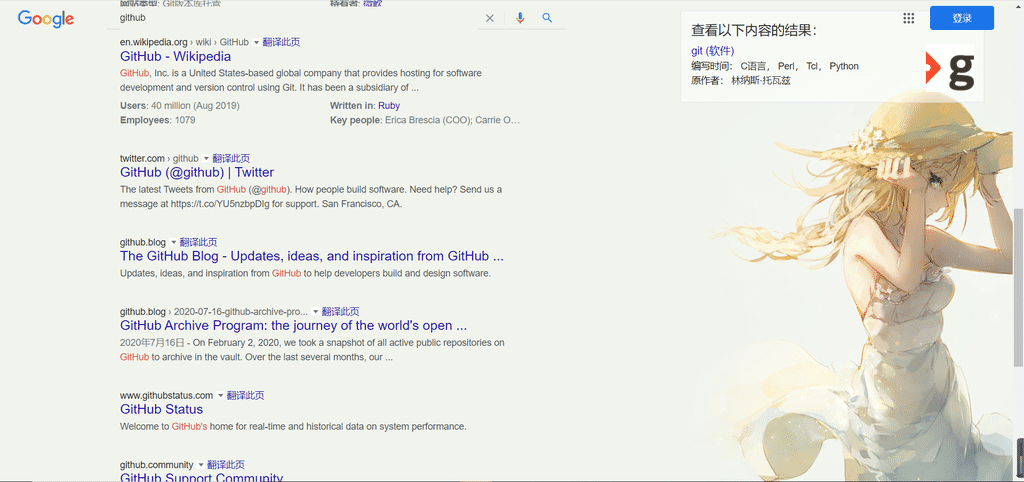 Google
github
登录
en.wikipedia.org › wiki › GitHub ▾ 翻译此页
GitHub - Wikipedia
GitHub, Inc. is a United States-based global company that provides hosting for software
development and version control using Git. It has been a subsidiary of ...
Users: 40 million (Aug 2019) Written in: Ruby
Employees: 1079 Key people: Erica Brescia (COO); Carrie O…
twitter.com › github ▾ 翻译此页
GitHub (@github) | Twitter
The latest Tweets from GitHub (@github). How people build software. Need help? Send us a
message at https://t.co/YU5nzbpDIg for support. San Francisco, CA.
github.blog ▾ 翻译此页
The GitHub Blog - Updates, ideas, and inspiration from GitHub ...
Updates, ideas, and inspiration from GitHub to help developers build and design software.
github.blog › 2020-07-16-github-archive-pro... ▾ 翻译此页
GitHub Archive Program: the journey of the world's open ...
2020年7月16日 - On February 2, 2020, we took a snapshot of all active public repositories on
GitHub to archive in the vault. Over the last several months, our ...
www.githubstatus.com ▾ 翻译此页
GitHub Status
Welcome to GitHub's home for real-time and historical data on system performance.
github.community ▾ 翻译此页
GitHub Support Community
查看以下内容的结果：
git (软件)
编写时间： C语言， Perl， Tcl， Python
原作者： 林纳斯·托瓦兹
g